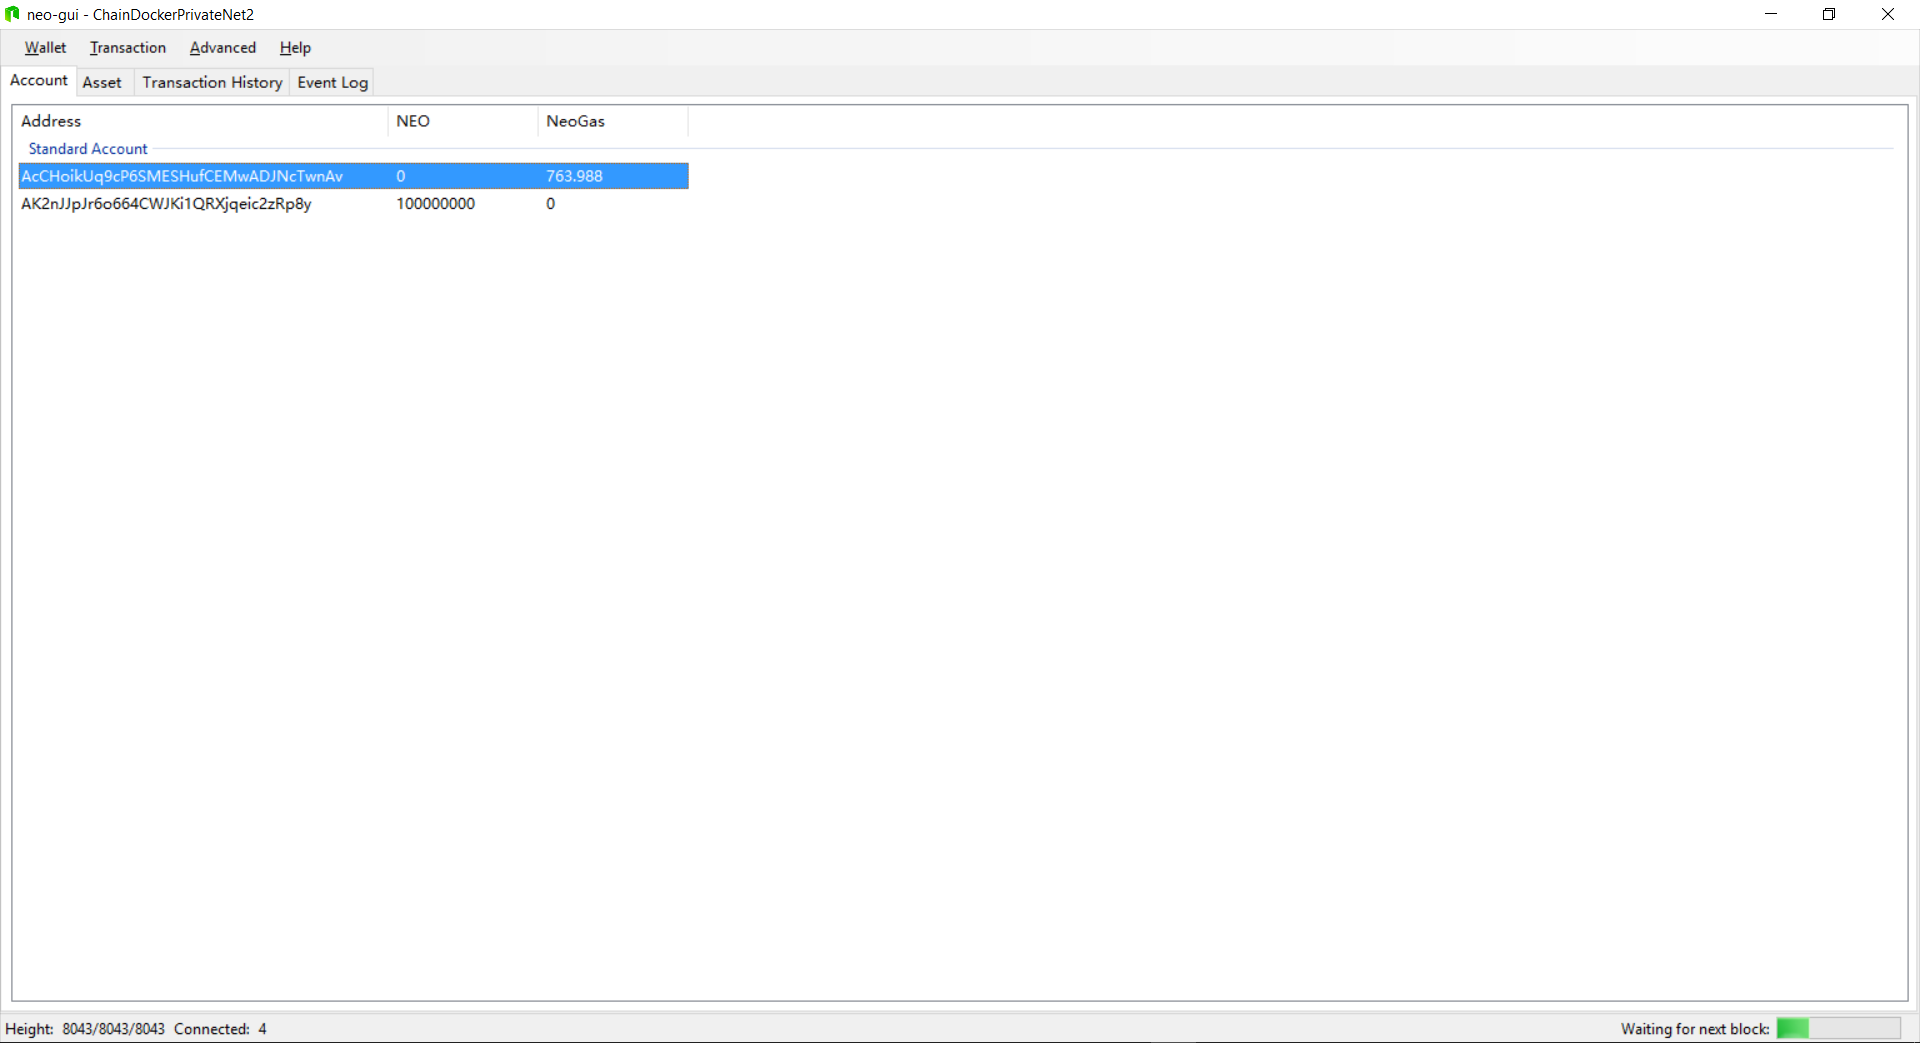 neo-gui - ChainDockerPrivateNet2
Wallet Transaction Advanced Help
Account Asset Transaction History Event Log
Address NEO NeoGas
Standard Account
AcCHoikUq9cP6SMESHufCEMwADJNcTwnAv 0 763.988
AK2nJJpJr6o664CWJKi1QRXjqeic2zRp8y 100000000 0
Height: 8043/8043/8043 Connected: 4 Waiting for next block: